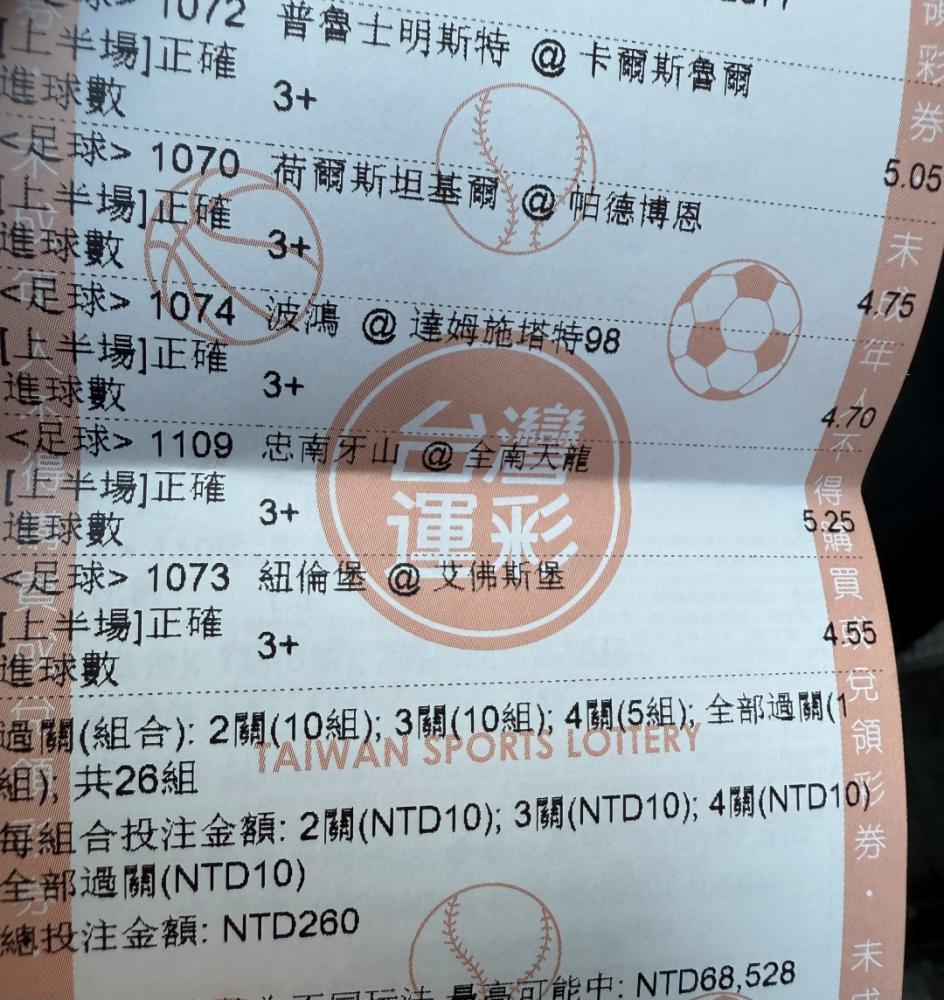 1072 普魯士明斯特 @ 卡爾斯魯爾
[上半場]正確
進球數 3+
5.05
<足球> 1070 荷爾斯坦基爾 @ 帕德博恩
[上半場]正確
進球數 3+
4.75
<足球> 1074 波鴻 @ 達姆施塔特98
[上半場]正確
進球數 3+
4.70
<足球> 1109 忠南牙山 @ 全南天龍
[上半場]正確
進球數 3+
5.25
<足球> 1073 紐倫堡 @ 艾佛斯堡
[上半場]正確
進球數 3+
4.55
過關(組合): 2關(10組); 3關(10組); 4關(5組); 全部過關(1
組); 共26組
每組合投注金額: 2關(NTD10); 3關(NTD10); 4關(NTD10)
全部過關(NTD10)
總投注金額: NTD260
不同玩法 最高可能中: NTD68,528
台灣
運彩
TAIWAN SPORTS LOTTERY
彩券·未成年人不得購買或兌領彩券·未